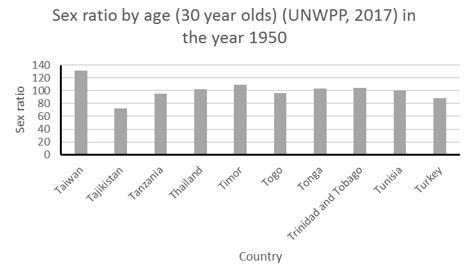 Sex ratio by age (30 year olds) (UNWPP, 2017) in
the year 1950
140
120
100
80
60
40
20
0
Sex ratio
Taiwan
Tajikistan
Tanzania
Thailand
Timor
Togo
Tonga
Trinidad and Tobago
Tunisia
Turkey
Country